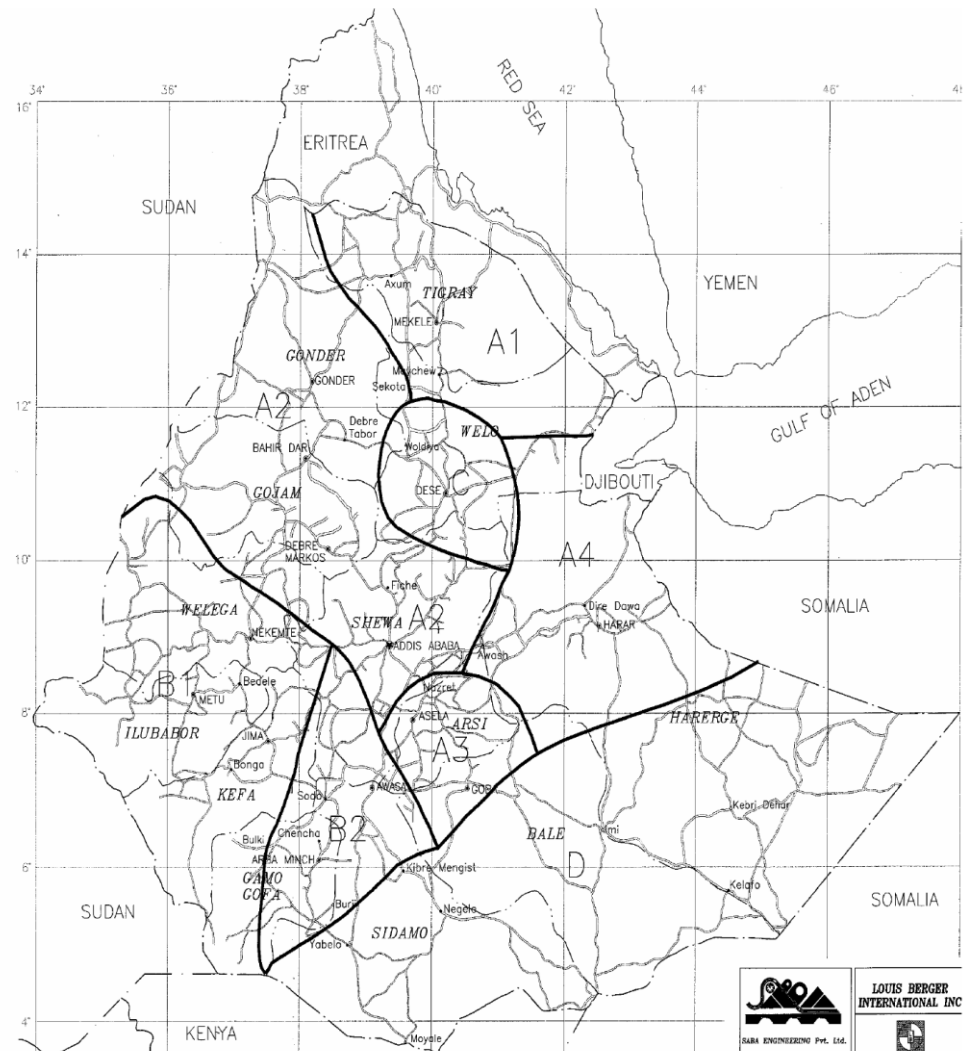 34°
36°
38°
40°
42°
44°
46°
16°
RED SEA
ERITREA
SUDAN
14°
YEMEN
Axum
TIGRAY
MEKELE
A1
GONDER
GONDER
Maychew
Sekota
12°
A2
GULF OF ADEN
Debre
Tabor
WELO
BAHIR DAR
Woldiya
DJIBOUTI
DESE
C
GOJAM
DEBRE
MARKOS
10°
A4
Fiche
Dire Dawa
SOMALIA
WELEGA
SHEWA
A2
HARAR
NEKEMTE
ADDIS ABABA
Awash
Bedele
Nazret
B1
METU
8°
ASELA
ARSI
HARERGE
ILUBABOR
JIMA
A3
Bonga
KEFA
Sodo
AWASA
GOBA
Kebri Dehar
B2
Chencha
BALE
Imi
Bulki
ARBA MINCH
6°
Kibre Mengist
D
GAMO
GOFA
Kelafo
SUDAN
Burji
Negele
SOMALIA
SIDAMO
Yabelo
4°
KENYA
Moyale
SABA ENGINEERING Pvt. Ltd.
LOUIS BERGER
INTERNATIONAL INC